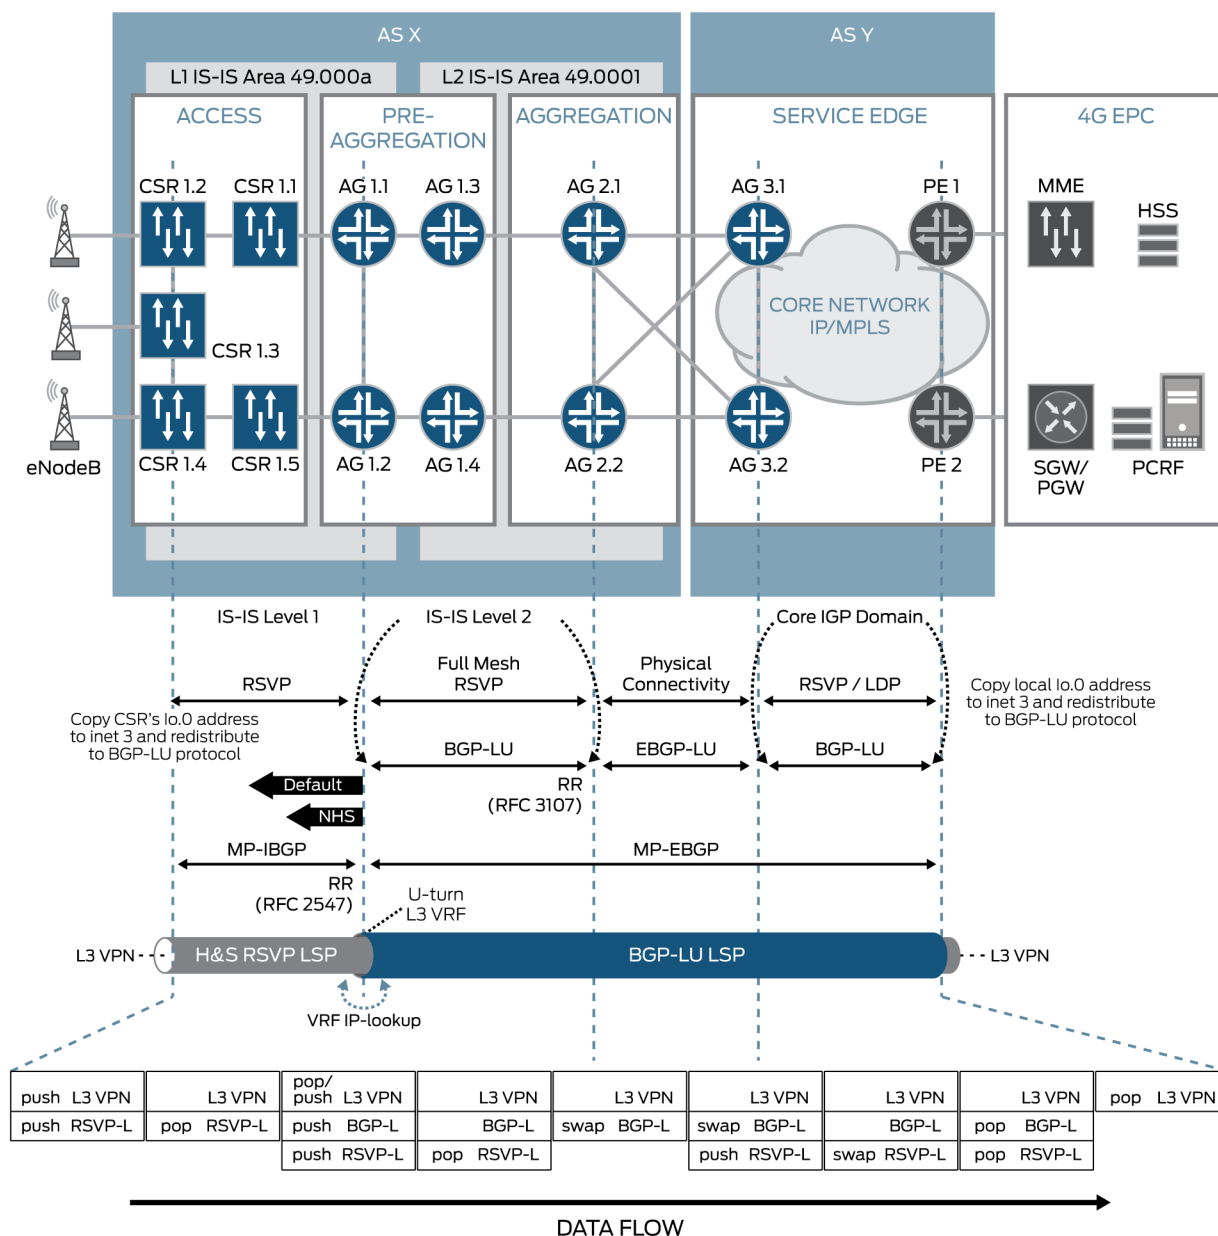 AS X
AS Y
L1 IS-IS Area 49.000a
L2 IS-IS Area 49.0001
ACCESS
PRE-
AGGREGATION
AGGREGATION
SERVICE EDGE
4G EPC
CSR 1.2
CSR 1.1
AG 1.1
AG 1.3
AG 2.1
AG 3.1
PE 1
MME
HSS
CORE NETWORK
IP/MPLS
CSR 1.3
eNodeB
CSR 1.4
CSR 1.5
AG 1.2
AG 1.4
AG 2.2
AG 3.2
PE 2
SGW/
PGW
PCRF
IS-IS Level 1
IS-IS Level 2
Core IGP Domain
RSVP
Full Mesh
RSVP
Physical
Connectivity
RSVP / LDP
Copy CSR's lo.0 address
to inet 3 and redistribute
to BGP-LU protocol
Copy local lo.0 address
to inet 3 and redistribute
to BGP-LU protocol
BGP-LU
EBGP-LU
BGP-LU
Default
RR
(RFC 3107)
NHS
MP-IBGP
MP-EBGP
RR
(RFC 2547)
U-turn
L3 VRF
L3 VPN
H&S RSVP LSP
BGP-LU LSP
L3 VPN
VRF IP-lookup
push L3 VPN
push RSVP-L
L3 VPN
pop RSVP-L
pop/
push L3 VPN
push BGP-L
push RSVP-L
L3 VPN
BGP-L
pop RSVP-L
L3 VPN
swap BGP-L
L3 VPN
swap BGP-L
push RSVP-L
L3 VPN
BGP-L
swap RSVP-L
L3 VPN
pop BGP-L
pop RSVP-L
pop L3 VPN
DATA FLOW